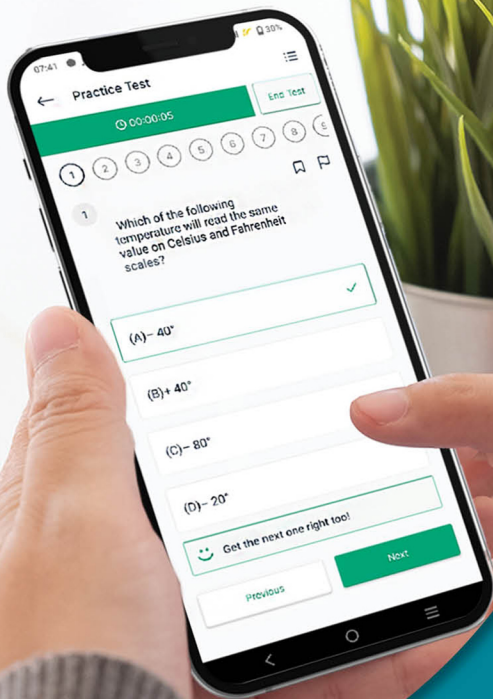 07:41
30%
Practice Test
00:00:05
End Test
1 2 3 4 5 6 7 8
1
Which of the following
temperature will read the same
value on Celsius and Fahrenheit
scales?
(A)– 40°
(B)+ 40°
(C)– 80°
(D)– 20°
Get the next one right too!
Previous
Next